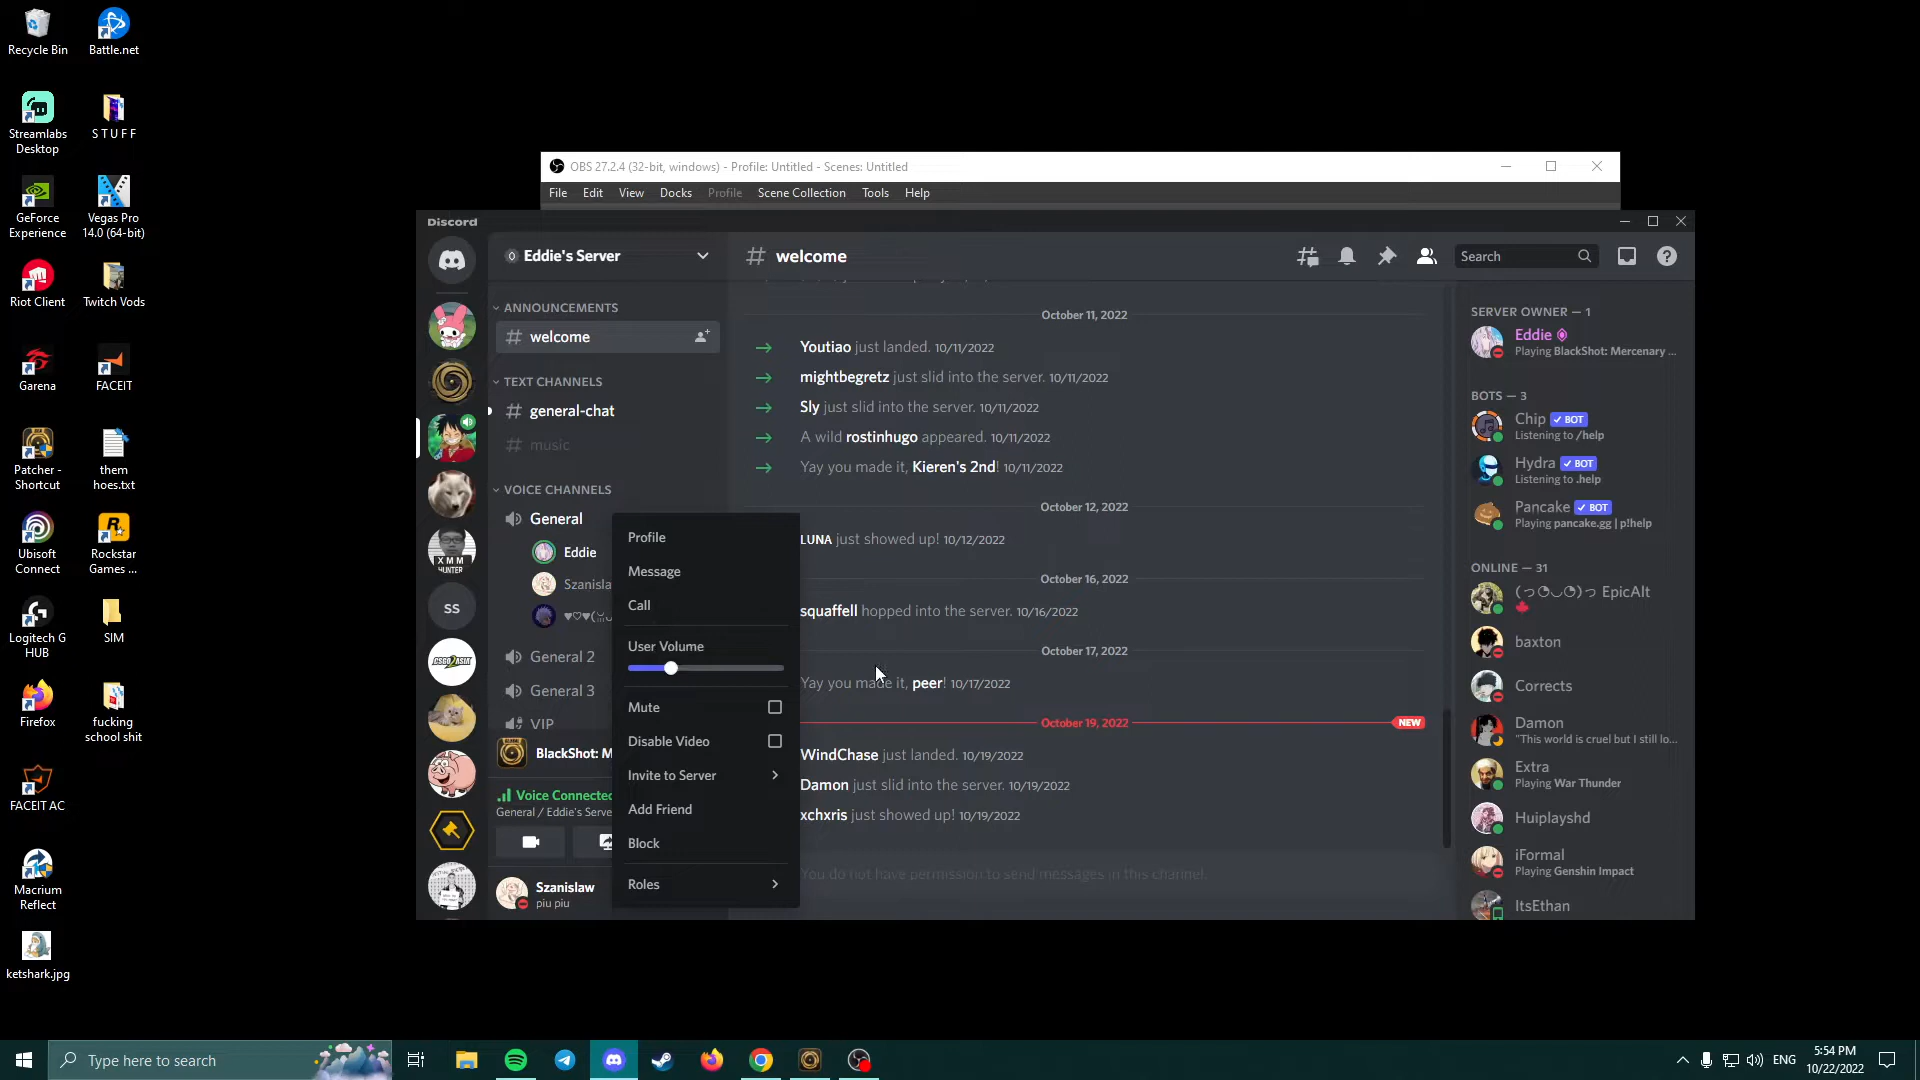 Recycle Bin
Battle.net
Streamlabs
Desktop
S T U F F
GeForce
Experience
Vegas Pro
14.0 (64-bit)
Riot Client
Twitch Vods
Garena
FACEIT
Patcher -
Shortcut
them
hoes.txt
Ubisoft
Connect
Rockstar
Games ...
Logitech G
HUB
SIM
Firefox
fucking
school shit
FACEIT AC
Macrium
Reflect
ketshark.jpg
OBS 27.2.4 (32-bit, windows) - Profile: Untitled - Scenes: Untitled
File Edit View Docks Profile Scene Collection Tools Help
Discord
XMM
HUNTER
SS
CSGO2ASIA
Eddie's Server
ANNOUNCEMENTS
# welcome
TEXT CHANNELS
# general-chat
# music
VOICE CHANNELS
General
Eddie
Szanisla
General 2
General 3
VIP
BlackShot: M
Voice Connected
General / Eddie's Serve
Szanislaw
piu piu
Profile
Message
Call
User Volume
Mute
Disable Video
Invite to Server
Add Friend
Block
Roles
# welcome
Search
October 11, 2022
Youtiao just landed. 10/11/2022
mightbegretz just slid into the server. 10/11/2022
Sly just slid into the server. 10/11/2022
A wild rostinhugo appeared. 10/11/2022
Yay you made it, Kieren's 2nd! 10/11/2022
October 12, 2022
LUNA just showed up! 10/12/2022
October 16, 2022
squaffell hopped into the server. 10/16/2022
October 17, 2022
Yay you made it, peer! 10/17/2022
October 19, 2022 NEW
WindChase just landed. 10/19/2022
Damon just slid into the server. 10/19/2022
xchxris just showed up! 10/19/2022
You do not have permission to send messages in this channel.
SERVER OWNER — 1
Eddie
Playing BlackShot: Mercenary ...
BOTS — 3
Chip ✓ BOT
Listening to /help
Hydra ✓ BOT
Listening to .help
Pancake ✓ BOT
Playing pancake.gg | p!help
ONLINE — 31
(っ◔◡◔)っ EpicAlt
baxton
Corrects
Damon
"This world is cruel but I still lo...
Extra
Playing War Thunder
Huiplayshd
iFormal
Playing Genshin Impact
ItsEthan
Type here to search
ENG
5:54 PM
10/22/2022